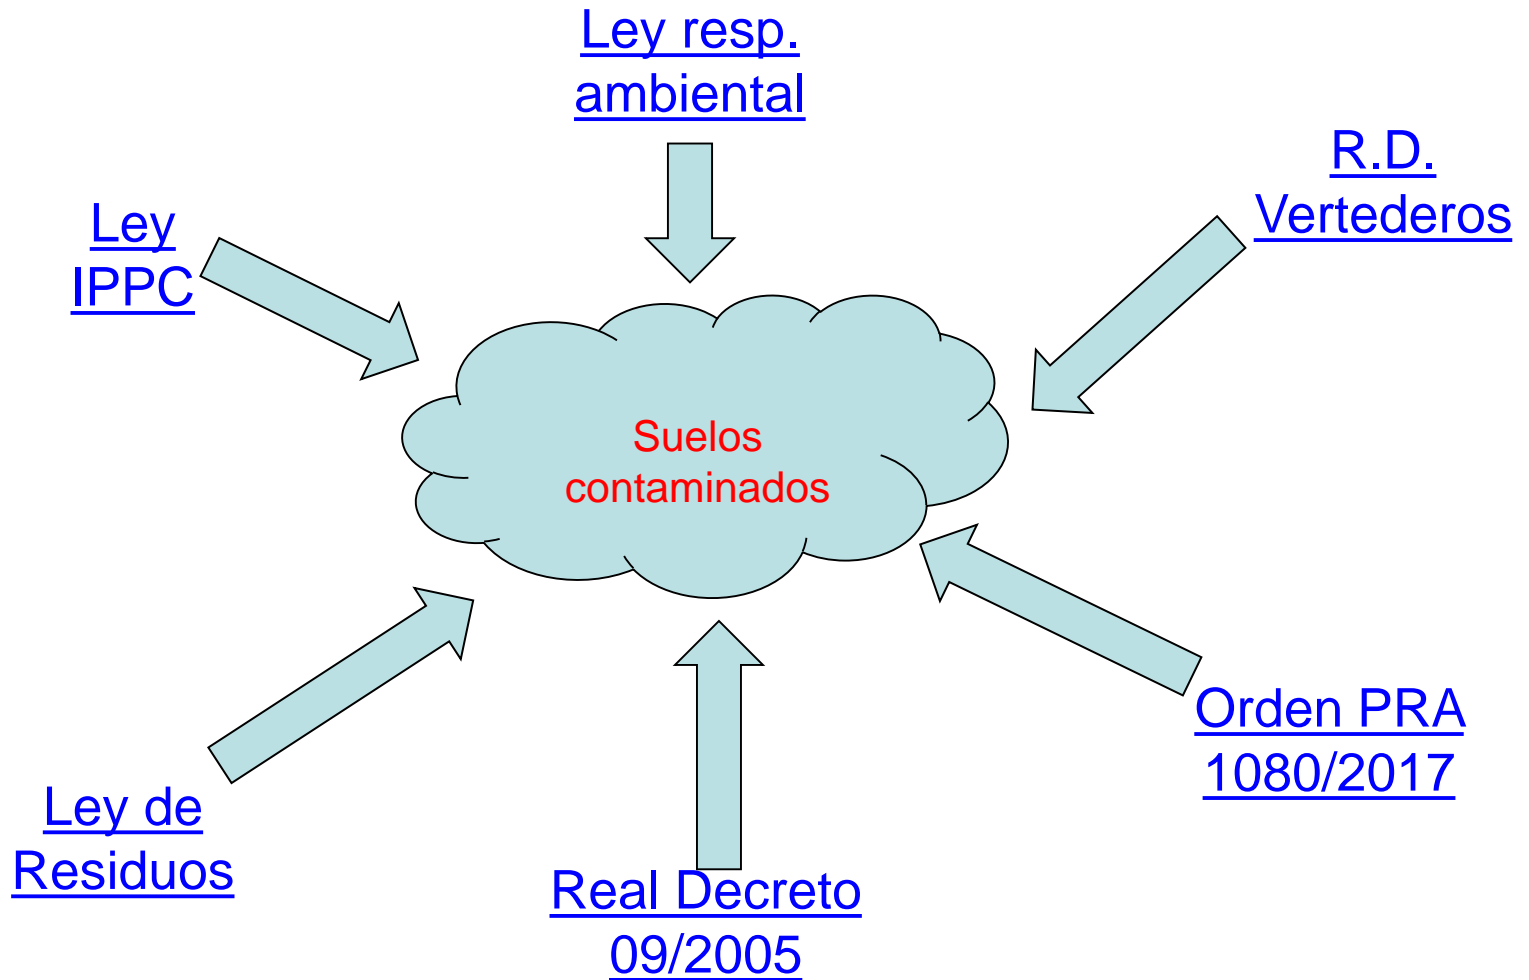 Ley resp.
ambiental
R.D.
Vertederos
Ley
IPPC
Suelos
contaminados
Orden PRA
1080/2017
Ley de
Residuos
Real Decreto
09/2005